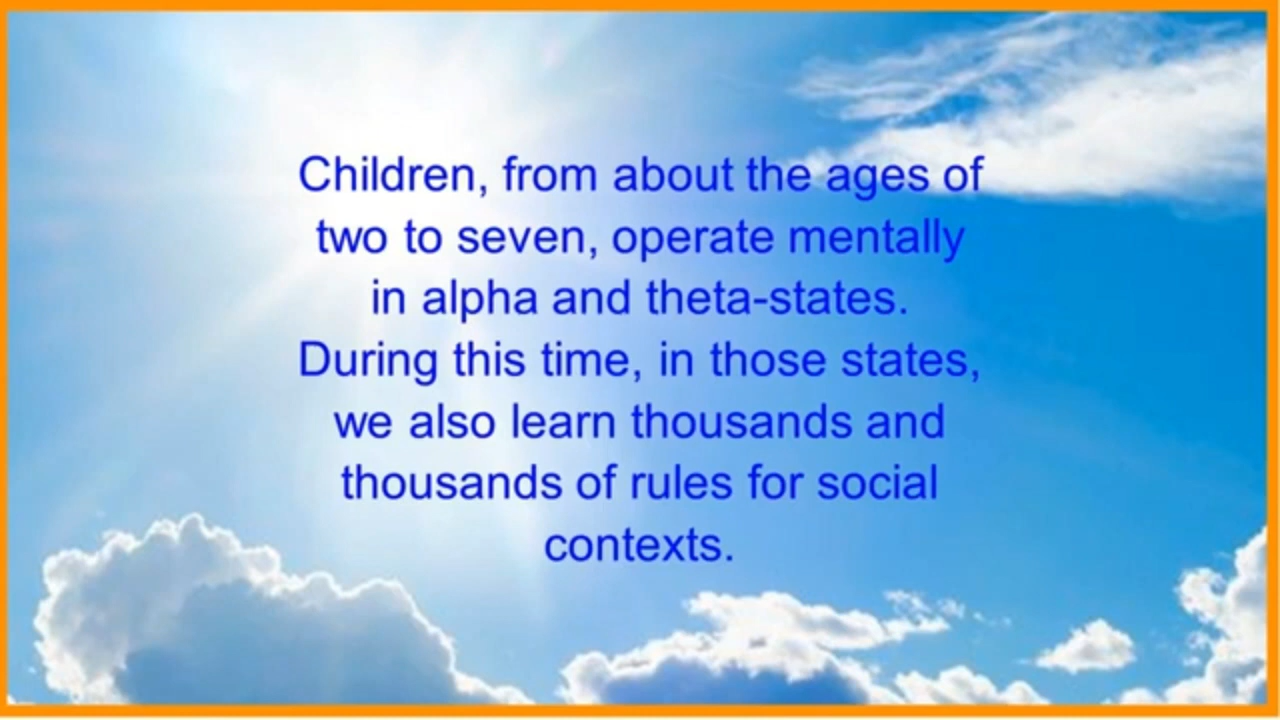 Children, from about the ages of
two to seven, operate mentally
in alpha and theta-states.
During this time, in those states,
we also learn thousands and
thousands of rules for social
contexts.